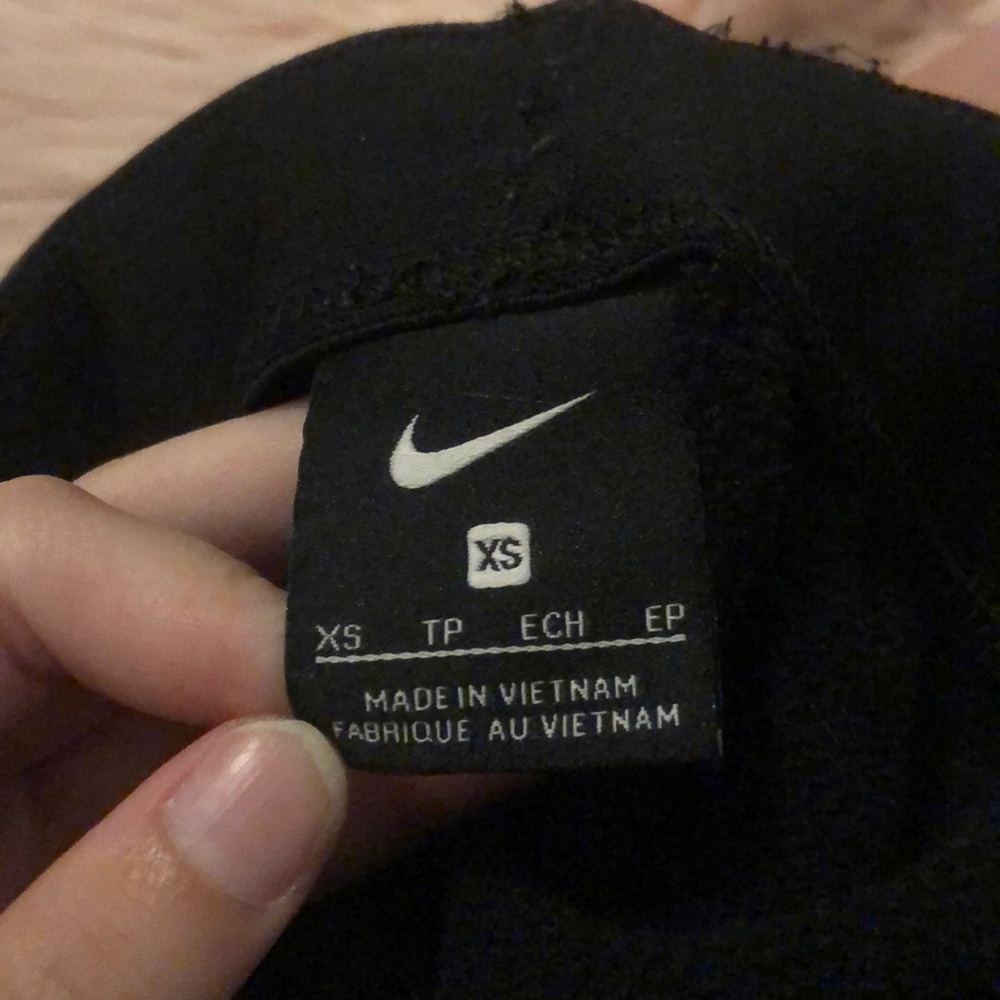 XS
XS TP ECH EP
MADE IN VIETNAM
FABRIQUE AU VIETNAM